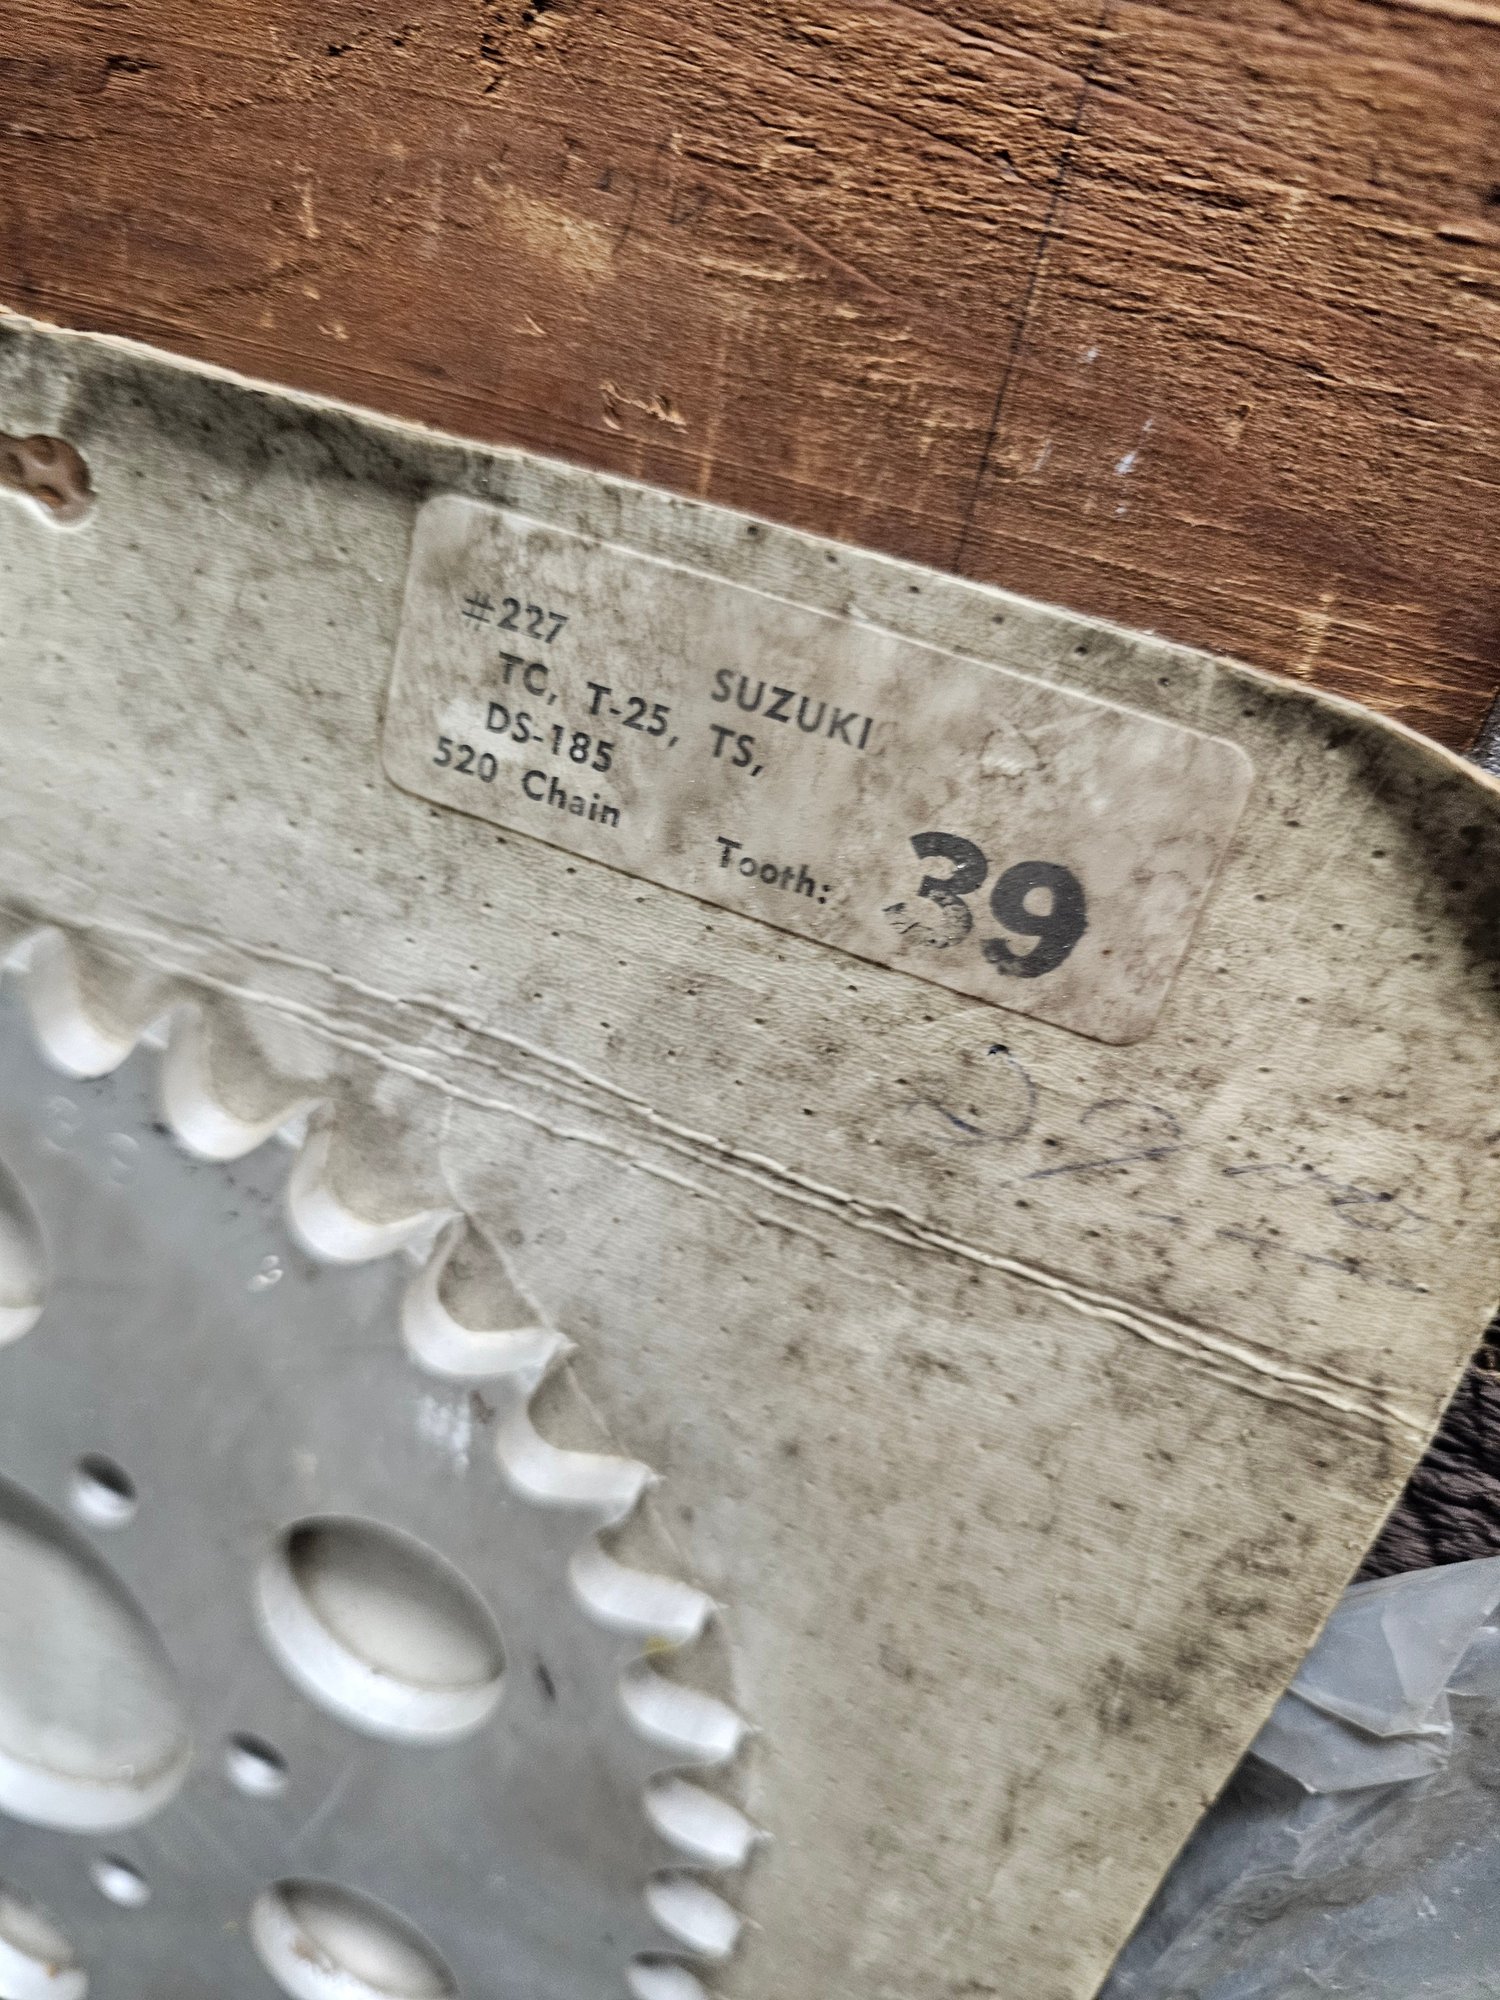 #227
SUZUKI
TC, T-25, TS,
DS-185
520 Chain
Tooth: 39